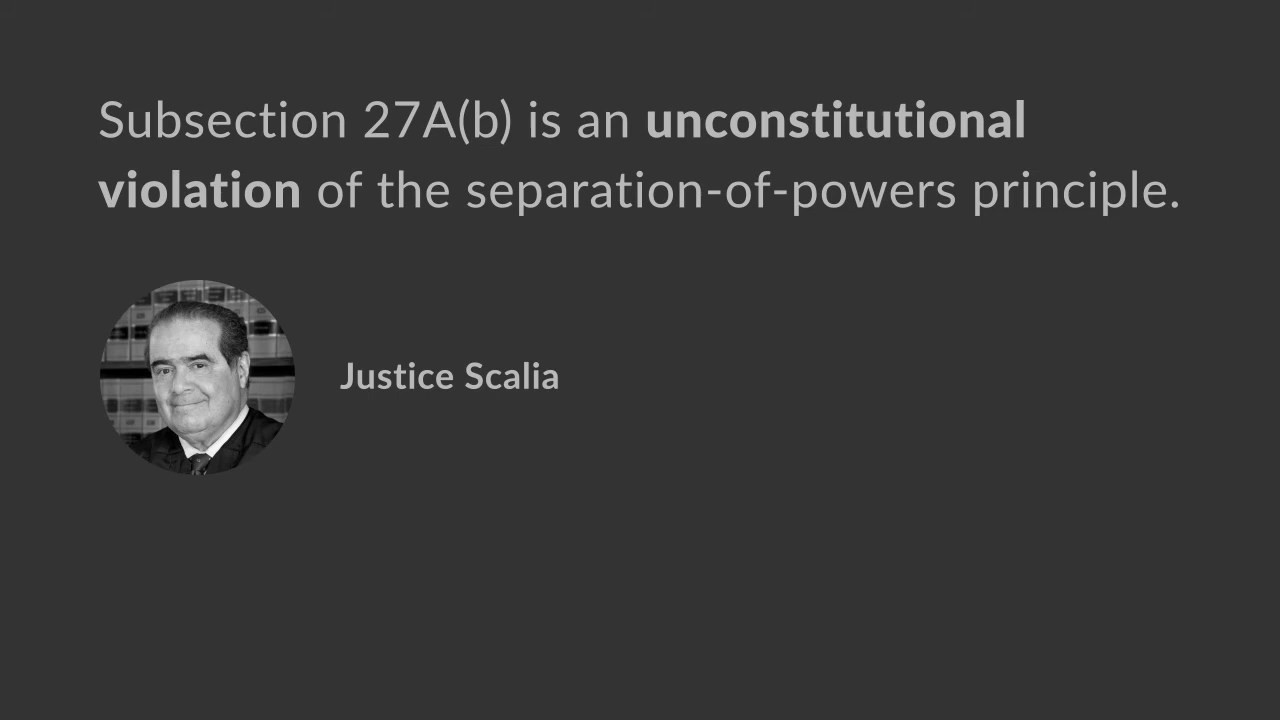 Subsection 27A(b) is an unconstitutional
violation of the separation-of-powers principle.
Justice Scalia